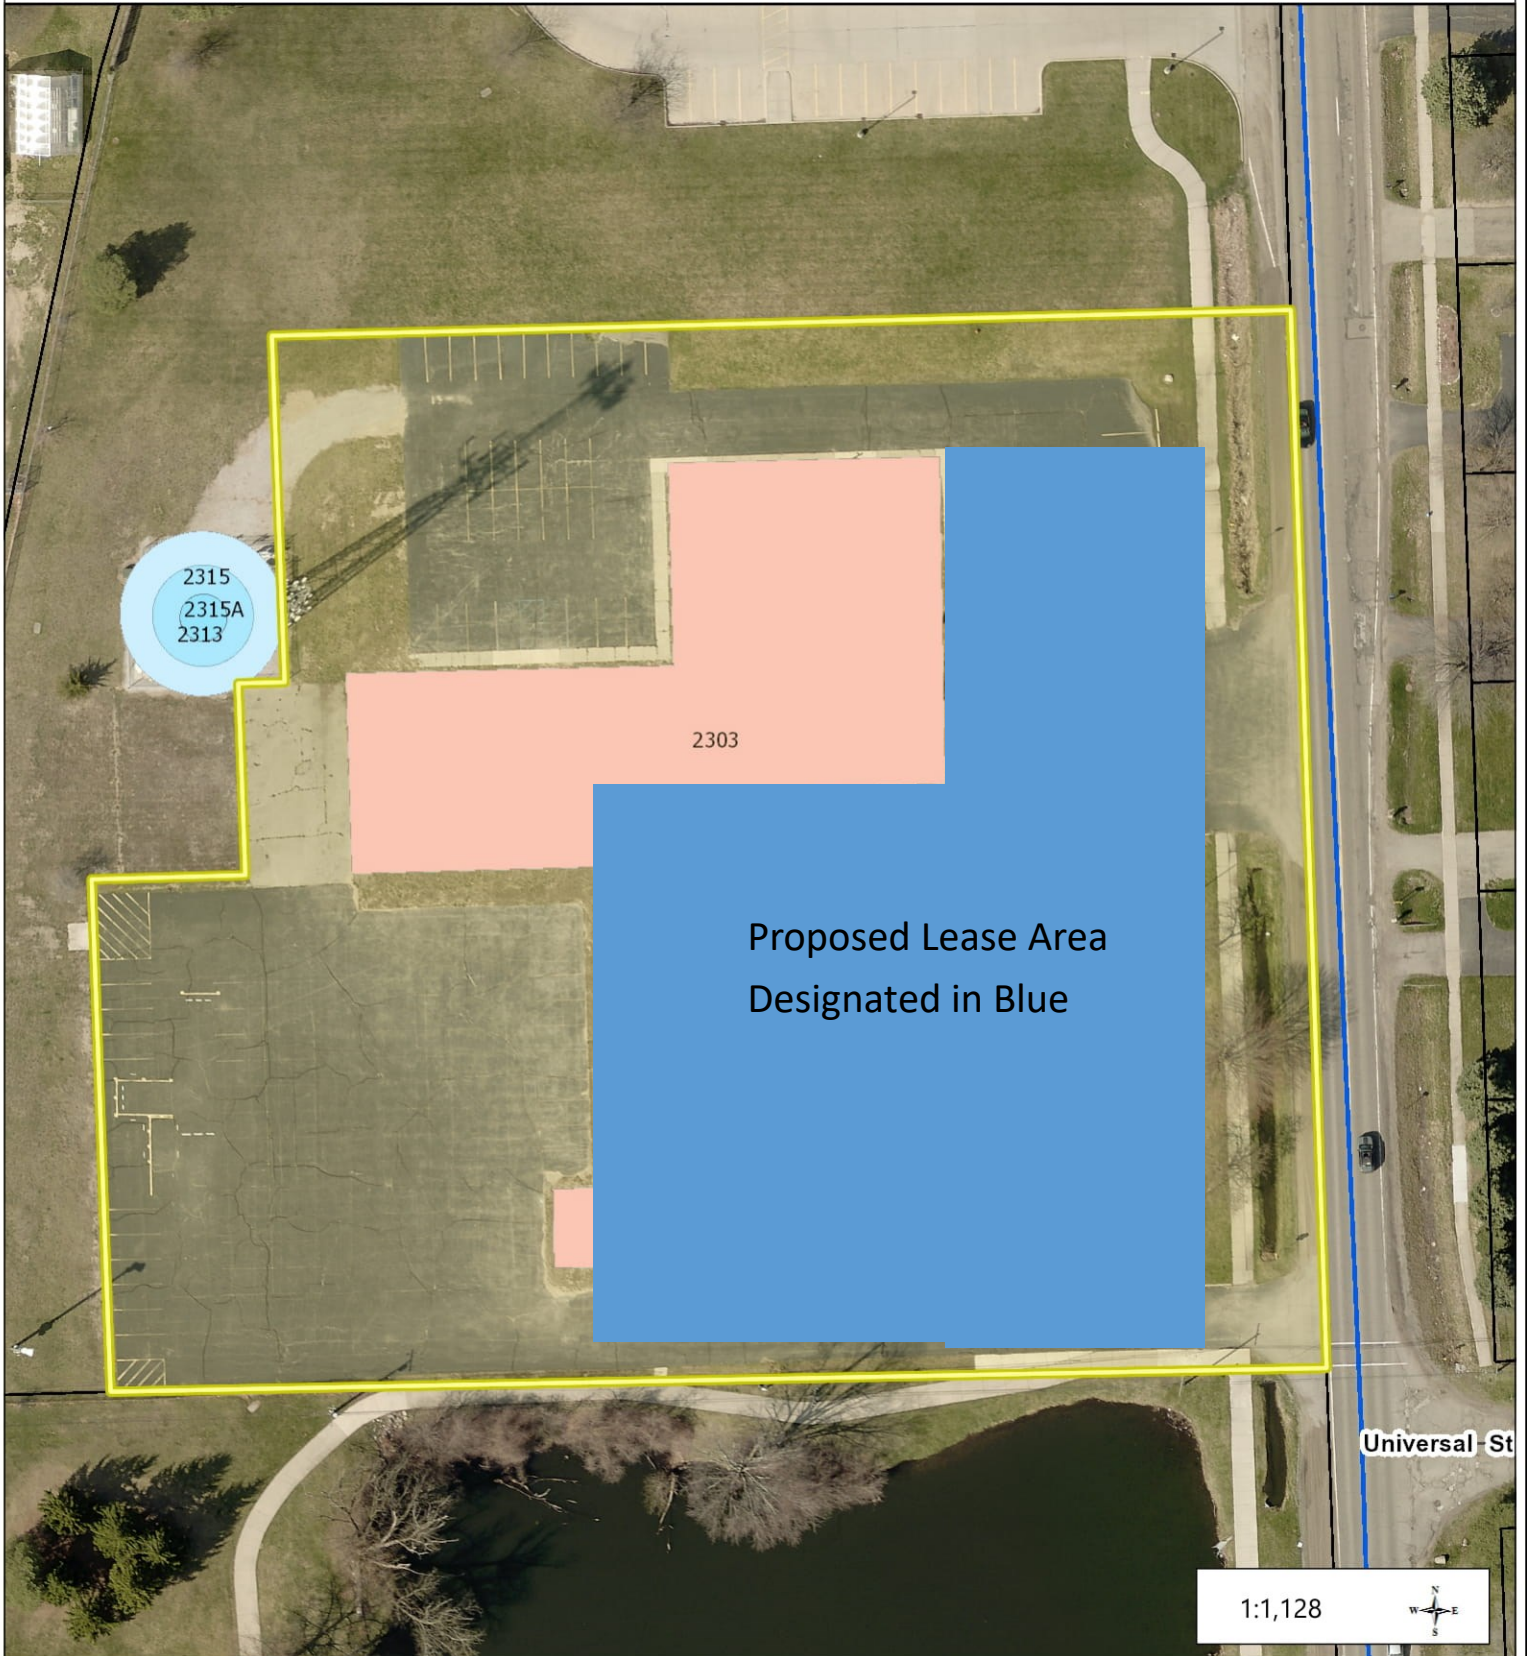 2315
2315A
2313
2303
Proposed Lease Area
Designated in Blue
Universal St
1:1,128
N
W E
S